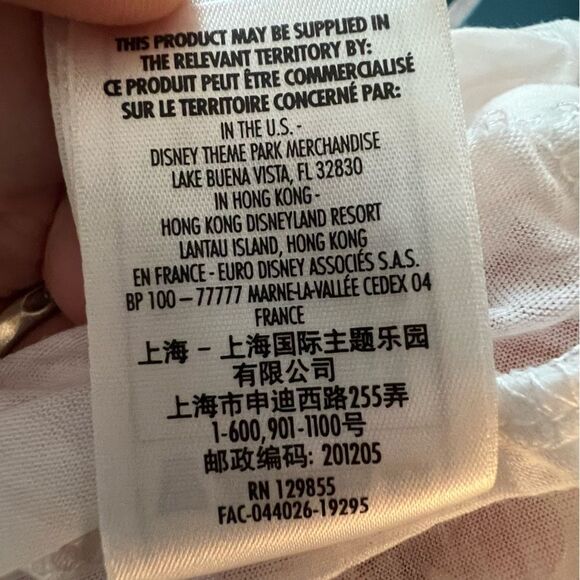 THIS PRODUCT MAY BE SUPPLIED IN
THE RELEVANT TERRITORY BY:
CE PRODUIT PEUT ÊTRE COMMERCIALISÉ
SUR LE TERRITOIRE CONCERNÉ PAR:
IN THE U.S. -
DISNEY THEME PARK MERCHANDISE
LAKE BUENA VISTA, FL 32830
IN HONG KONG -
HONG KONG DISNEYLAND RESORT
LANTAU ISLAND, HONG KONG
EN FRANCE - EURO DISNEY ASSOCIÉS S.A.S.
BP 100 – 77777 MARNE-LA-VALLÉE CEDEX 04
FRANCE
上海 - 上海国际主题乐园
有限公司
上海市申迪西路255弄
1-600,901-1100号
邮政编码: 201205
RN 129855
FAC-044026-19295